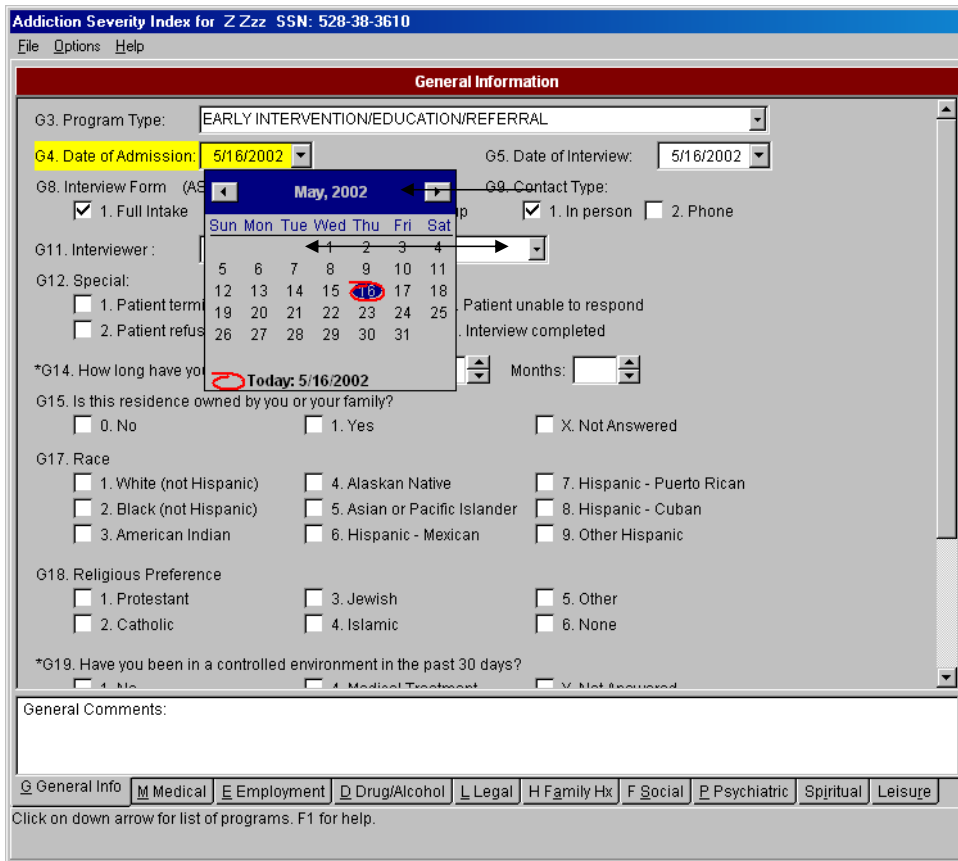 Addiction Severity Index for Z Zzz SSN: 528-38-3610
File Options Help
General Information
G3. Program Type: EARLY INTERVENTION/EDUCATION/REFERRAL
G4. Date of Admission: 5/16/2002 G5. Date of Interview: 5/16/2002
G8. Interview Form (AS G9. Contact Type:
1. Full Intake p 1. In person 2. Phone
May, 2002
Sun Mon Tue Wed Thu Fri Sat
1 2 3 4
5 6 7 8 9 10 11
12 13 14 15 16 17 18
19 20 21 22 23 24 25
26 27 28 29 30 31
Today: 5/16/2002
G11. Interviewer :
G12. Special:
1. Patient termi . Patient unable to respond
2. Patient refus . Interview completed
*G14. How long have you Months:
G15. Is this residence owned by you or your family?
0. No 1. Yes X. Not Answered
G17. Race
1. White (not Hispanic) 4. Alaskan Native 7. Hispanic - Puerto Rican
2. Black (not Hispanic) 5. Asian or Pacific Islander 8. Hispanic - Cuban
3. American Indian 6. Hispanic - Mexican 9. Other Hispanic
G18. Religious Preference
1. Protestant 3. Jewish 5. Other
2. Catholic 4. Islamic 6. None
*G19. Have you been in a controlled environment in the past 30 days?
1. No 4. Medical Treatment X. Not Answered
General Comments:
G General Info M Medical E Employment D Drug/Alcohol L Legal H Family Hx F Social P Psychiatric Spiritual Leisure
Click on down arrow for list of programs. F1 for help.